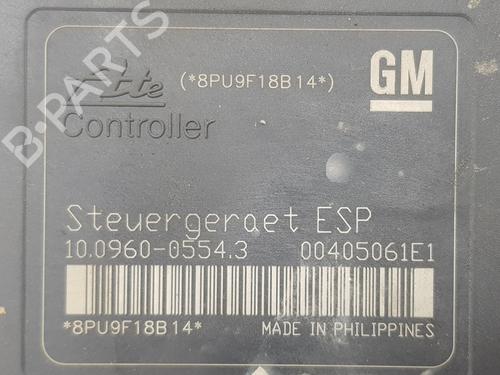 B-PARTS
Ate (*8PU9F18B14*) GM
Controller
Steuergeraet ESP
10.0960-0554.3 00405061E1
*8PU9F18B14* MADE IN PHILIPPINES